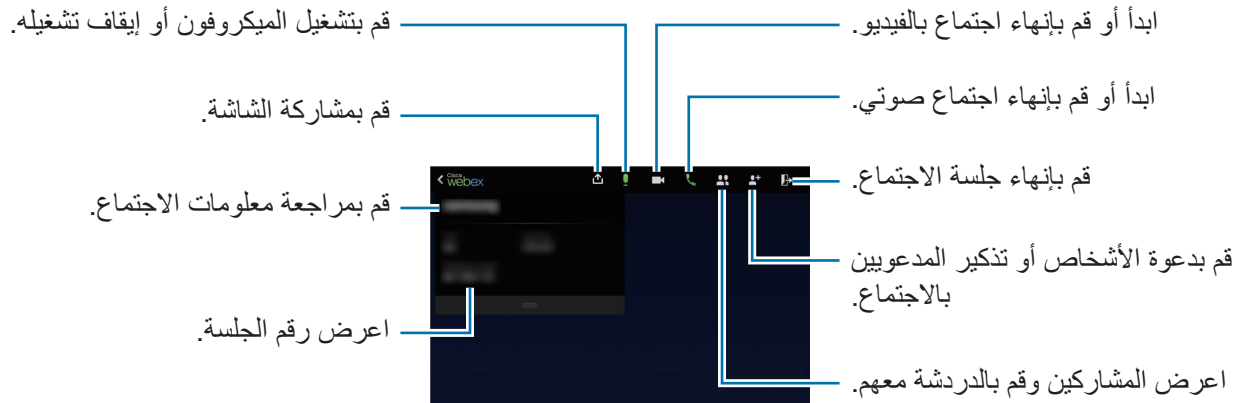 ابدأ أو قم بإنهاء اجتماع بالفيديو.
قم بتشغيل الميكروفون أو إيقاف تشغيله.
ابدأ أو قم بإنهاء اجتماع صوتي.
قم بمشاركة الشاشة.
قم بإنهاء جلسة الاجتماع.
Cisco
webex
قم بمراجعة معلومات الاجتماع.
قم بدعوة الأشخاص أو تذكير المدعويين
بالاجتماع.
اعرض رقم الجلسة.
اعرض المشاركين وقم بالدردشة معهم.